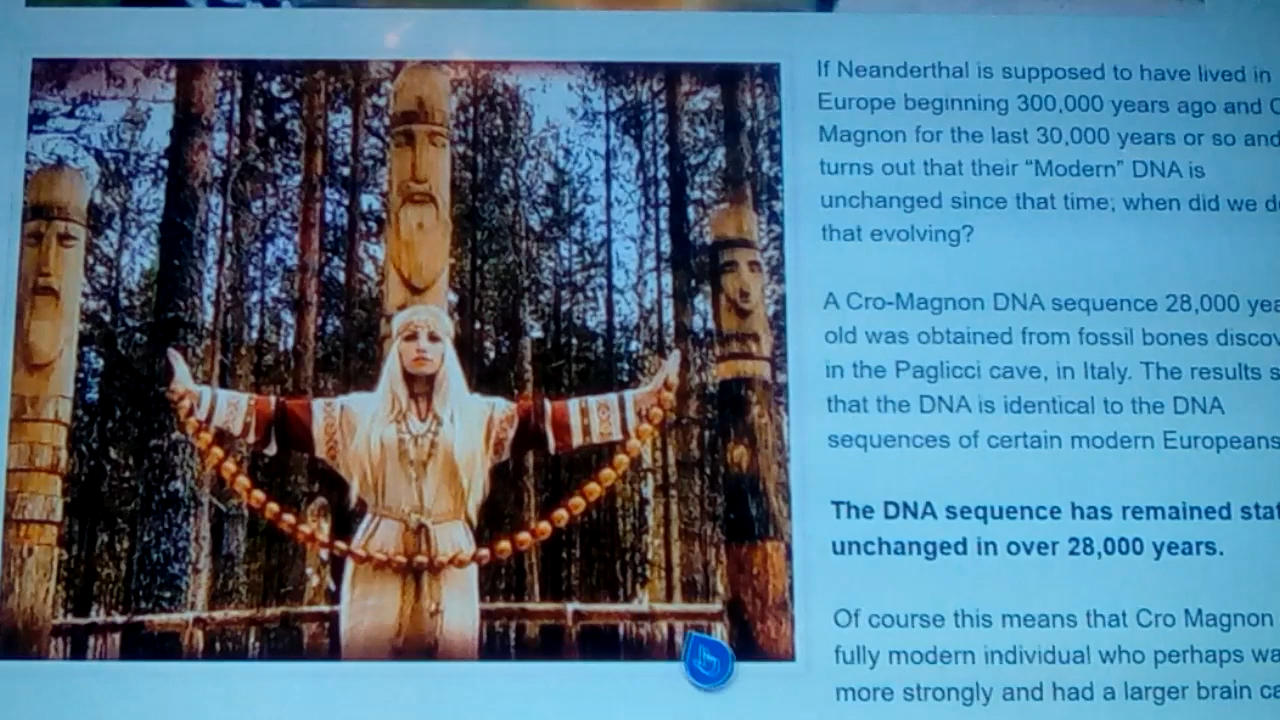 If Neanderthal is supposed to have lived in
Europe beginning 300,000 years ago and
Magnon for the last 30,000 years or so and
turns out that their “Modern” DNA is
unchanged since that time; when did we
that evolving?
A Cro-Magnon DNA sequence 28,000
old was obtained from fossil bones
in the Paglicci cave, in Italy. The results
that the DNA is identical to the DNA
sequences of certain modern Europeans
The DNA sequence has remained
unchanged in over 28,000 years.
Of course this means that Cro Magnon
fully modern individual who perhaps
more strongly and had a larger brain